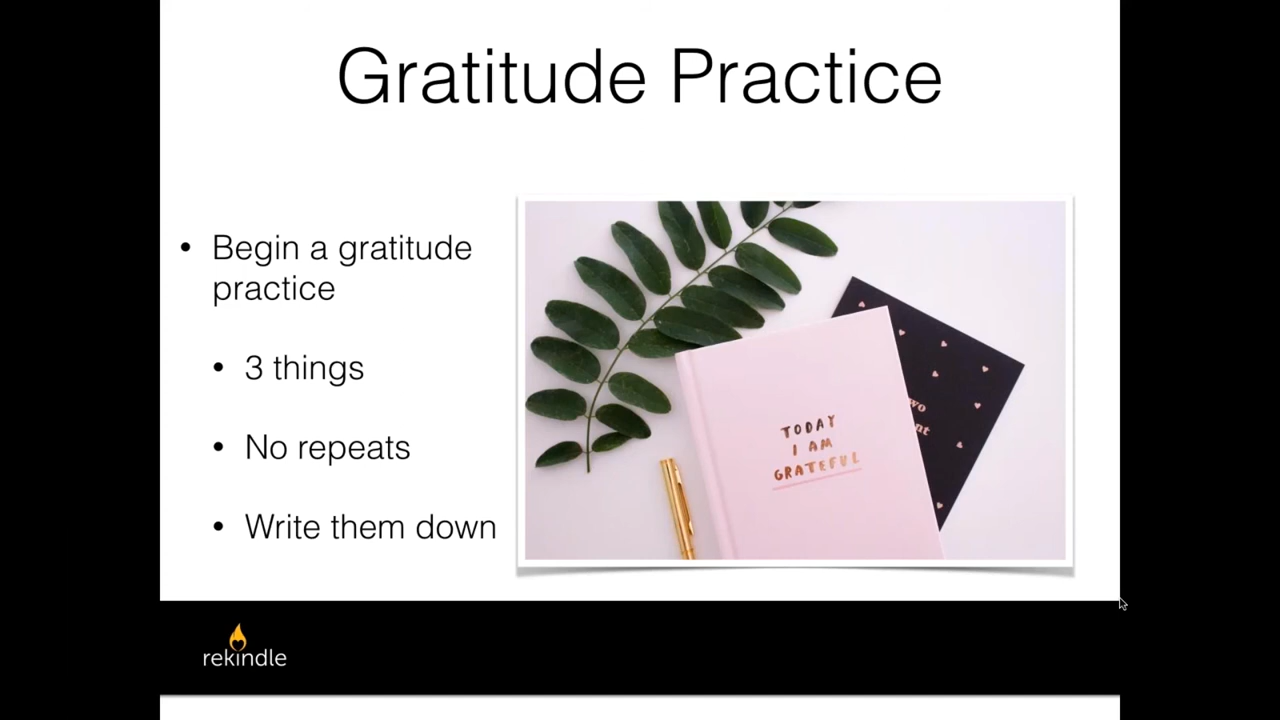 Gratitude Practice
• Begin a gratitude
practice
• 3 things
• No repeats
• Write them down
TODAY
I AM
GRATEFUL
rekindle